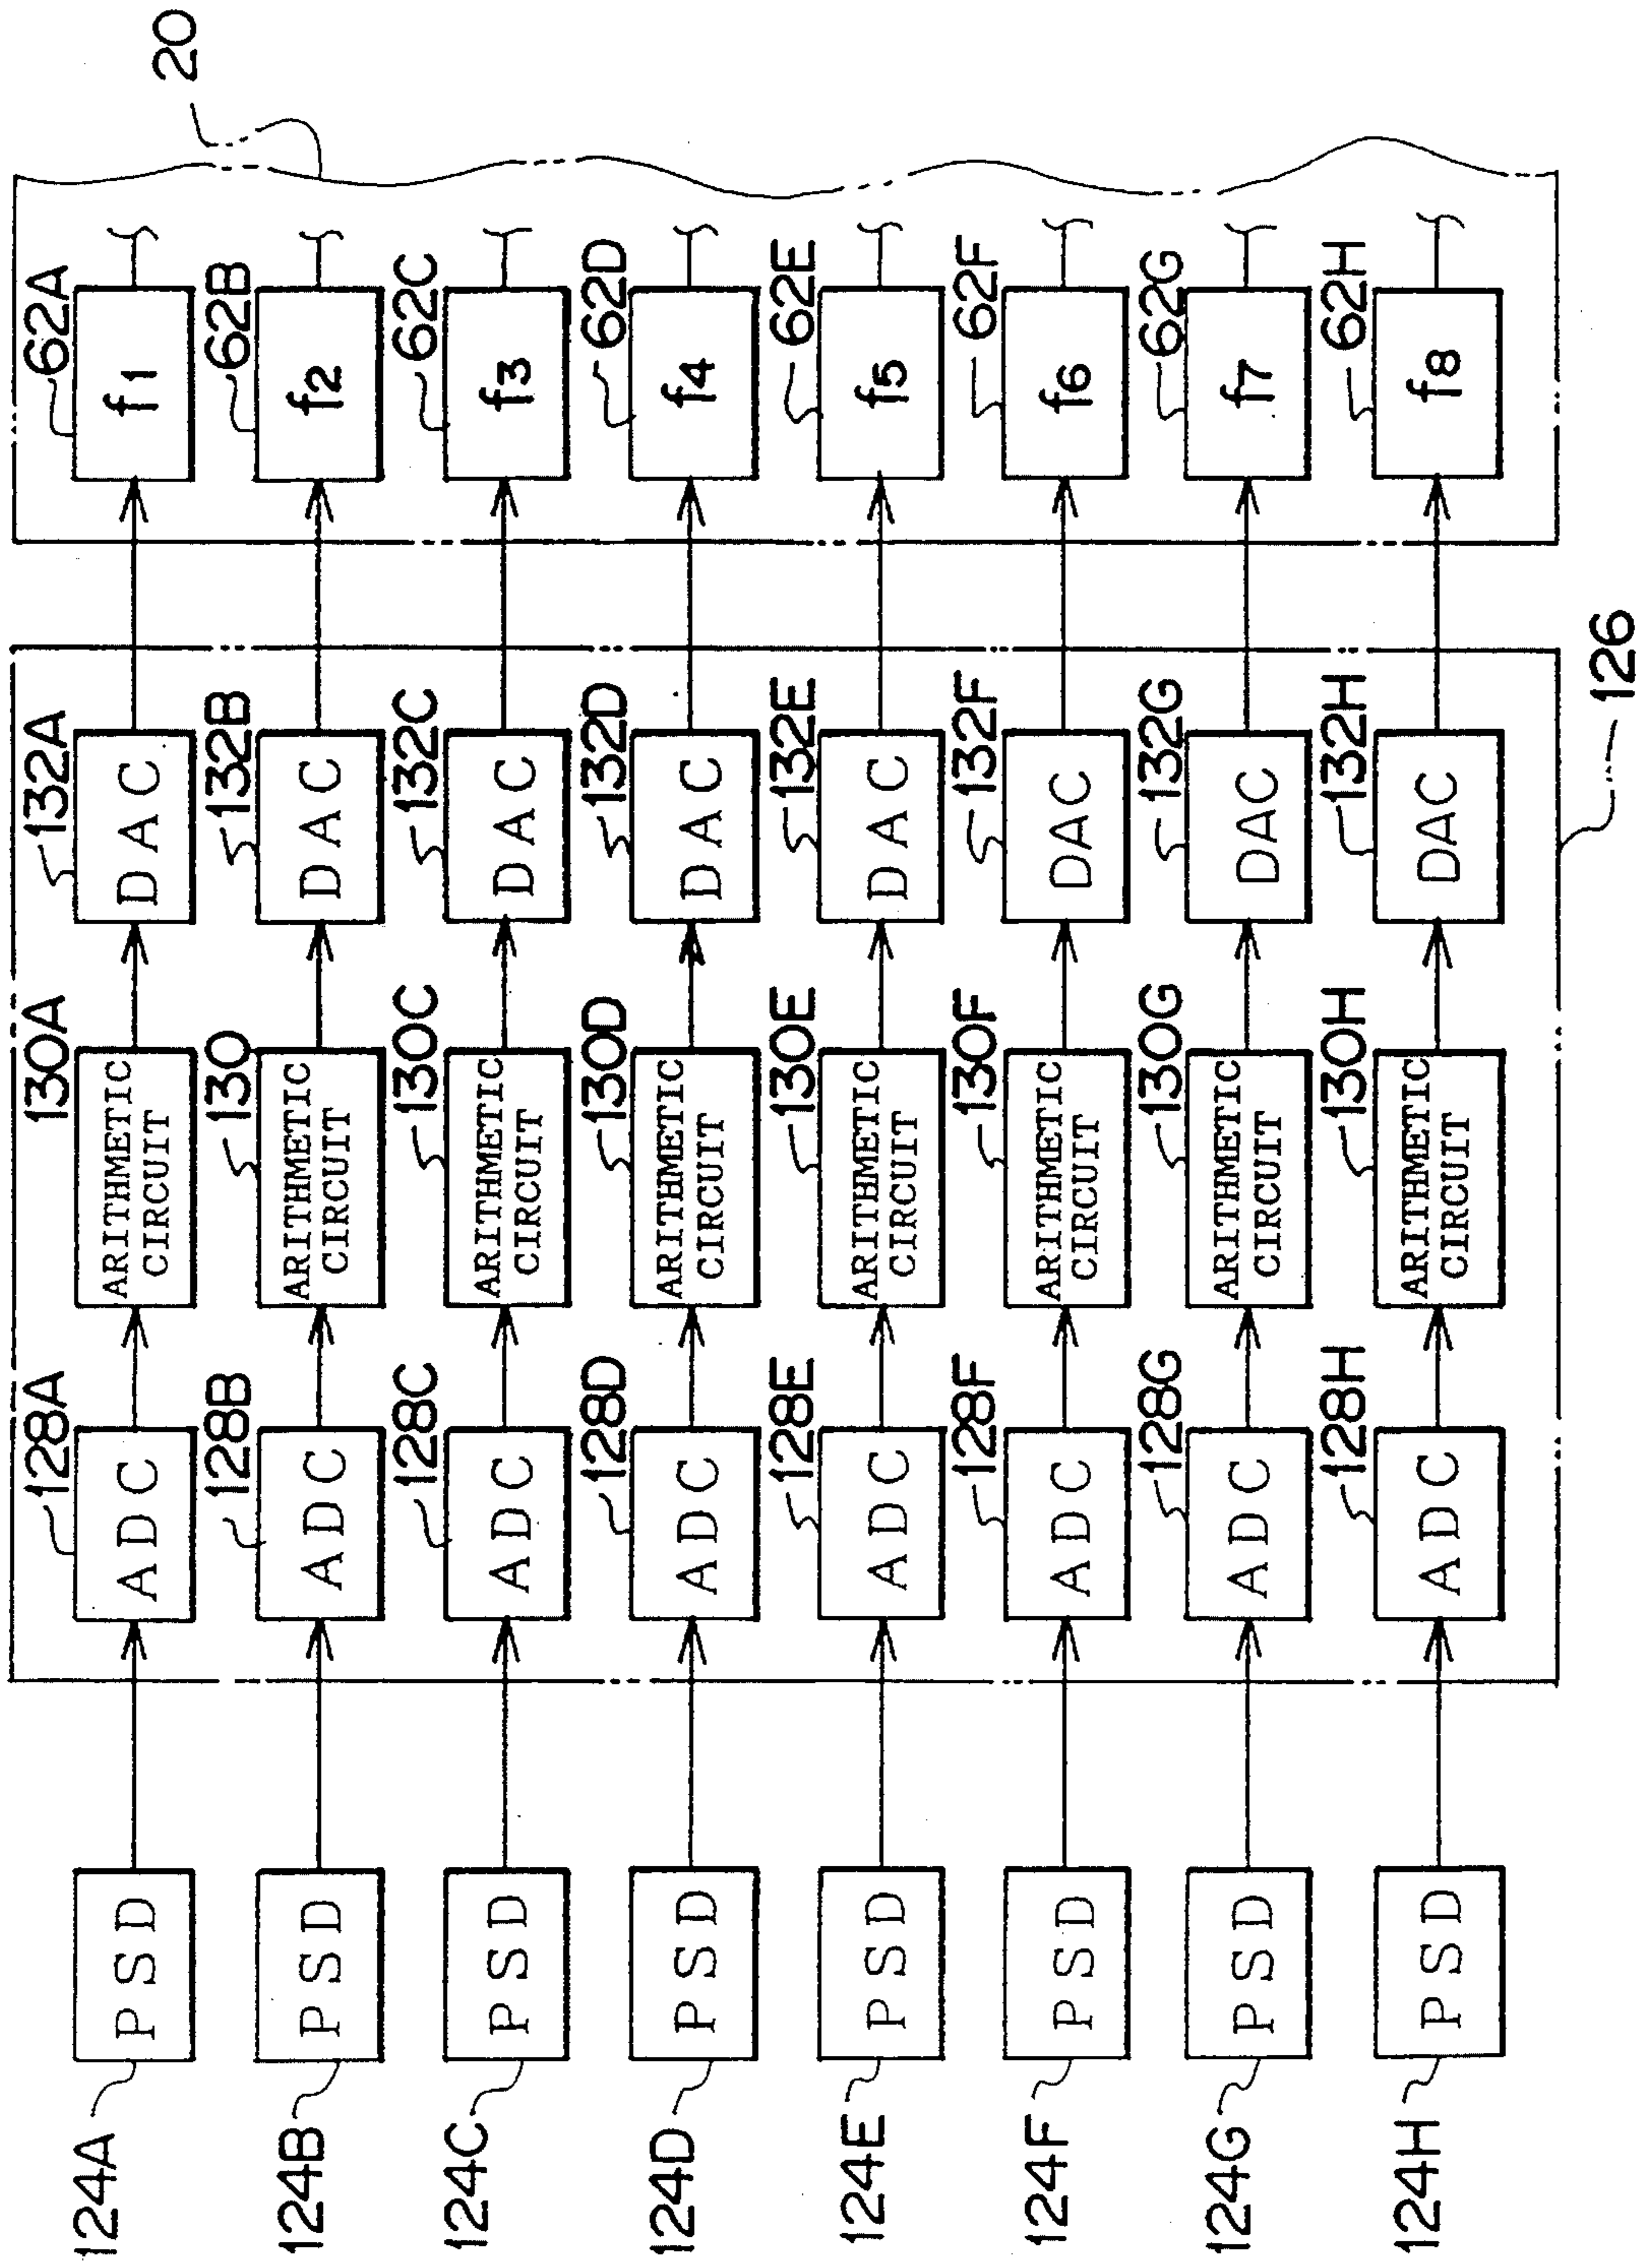 20
62A
f1
62B
f2
62C
f3
62D
f4
62E
f5
62F
f6
62G
f7
62H
f8
132A
DAC
132B
DAC
132C
DAC
132D
DAC
132E
DAC
132F
DAC
132G
DAC
132H
DAC
126
130A
ARITHMETIC
CIRCUIT
130
ARITHMETIC
CIRCUIT
130C
ARITHMETIC
CIRCUIT
130D
ARITHMETIC
CIRCUIT
130E
ARITHMETIC
CIRCUIT
130F
ARITHMETIC
CIRCUIT
130G
ARITHMETIC
CIRCUIT
130H
ARITHMETIC
CIRCUIT
128A
ADC
128B
ADC
128C
ADC
128D
ADC
128E
ADC
128F
ADC
128G
ADC
128H
ADC
PSD
124A
PSD
124B
PSD
124C
PSD
124D
PSD
124E
PSD
124F
PSD
124G
PSD
124H